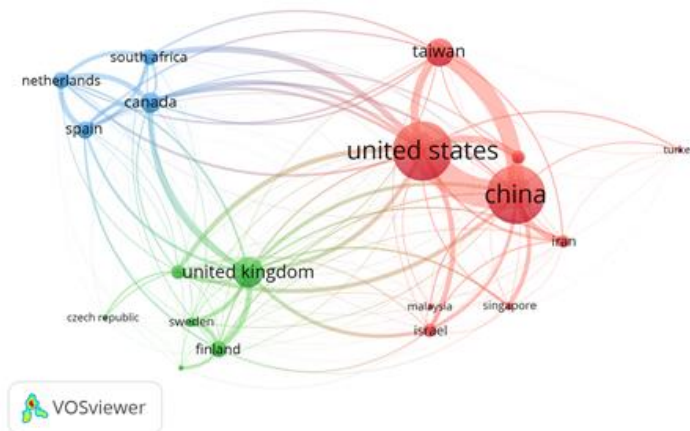 south africa
taiwan
netherlands
canada
spain
united states
china
iran
united kingdom
malaysia
singapore
czech republic
sweden
israel
finland
VOSviewer